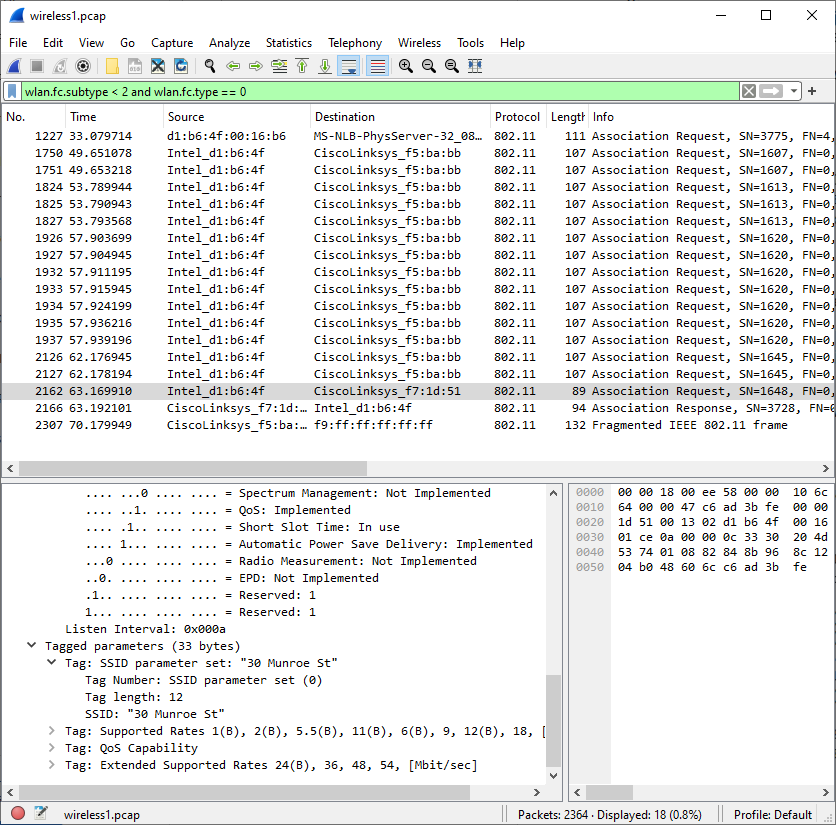 wireless1.pcap
File Edit View Go Capture Analyze Statistics Telephony Wireless Tools Help
wlan.fc.subtype < 2 and wlan.fc.type == 0
No. Time Source Destination Protocol Length Info
1227 33.079714 d1:b6:4f:00:16:b6 MS-NLB-PhysServer-32_08… 802.11 111 Association Request, SN=3775, FN=4,
1750 49.651078 Intel_d1:b6:4f CiscoLinksys_f5:ba:bb 802.11 107 Association Request, SN=1607, FN=0,
1751 49.653218 Intel_d1:b6:4f CiscoLinksys_f5:ba:bb 802.11 107 Association Request, SN=1607, FN=0,
1824 53.789944 Intel_d1:b6:4f CiscoLinksys_f5:ba:bb 802.11 107 Association Request, SN=1613, FN=0,
1825 53.790943 Intel_d1:b6:4f CiscoLinksys_f5:ba:bb 802.11 107 Association Request, SN=1613, FN=0,
1827 53.793568 Intel_d1:b6:4f CiscoLinksys_f5:ba:bb 802.11 107 Association Request, SN=1613, FN=0,
1926 57.903699 Intel_d1:b6:4f CiscoLinksys_f5:ba:bb 802.11 107 Association Request, SN=1620, FN=0,
1927 57.904945 Intel_d1:b6:4f CiscoLinksys_f5:ba:bb 802.11 107 Association Request, SN=1620, FN=0,
1932 57.911195 Intel_d1:b6:4f CiscoLinksys_f5:ba:bb 802.11 107 Association Request, SN=1620, FN=0,
1933 57.915945 Intel_d1:b6:4f CiscoLinksys_f5:ba:bb 802.11 107 Association Request, SN=1620, FN=0,
1934 57.924199 Intel_d1:b6:4f CiscoLinksys_f5:ba:bb 802.11 107 Association Request, SN=1620, FN=0,
1935 57.936216 Intel_d1:b6:4f CiscoLinksys_f5:ba:bb 802.11 107 Association Request, SN=1620, FN=0,
1937 57.939196 Intel_d1:b6:4f CiscoLinksys_f5:ba:bb 802.11 107 Association Request, SN=1620, FN=0,
2126 62.176945 Intel_d1:b6:4f CiscoLinksys_f5:ba:bb 802.11 107 Association Request, SN=1645, FN=0,
2127 62.178194 Intel_d1:b6:4f CiscoLinksys_f5:ba:bb 802.11 107 Association Request, SN=1645, FN=0,
2162 63.169910 Intel_d1:b6:4f CiscoLinksys_f7:1d:51 802.11 89 Association Request, SN=1648, FN=0,
2166 63.192101 CiscoLinksys_f7:1d:… Intel_d1:b6:4f 802.11 94 Association Response, SN=3728, FN=0
2307 70.179949 CiscoLinksys_f5:ba:… f9:ff:ff:ff:ff:ff 802.11 132 Fragmented IEEE 802.11 frame
.... ...0 .... .... = Spectrum Management: Not Implemented
.... ..1. .... .... = QoS: Implemented
.... .1.. .... .... = Short Slot Time: In use
.... 1... .... .... = Automatic Power Save Delivery: Implemented
...0 .... .... .... = Radio Measurement: Not Implemented
..0. .... .... .... = EPD: Not Implemented
.1.. .... .... .... = Reserved: 1
1... .... .... .... = Reserved: 1
Listen Interval: 0x000a
Tagged parameters (33 bytes)
Tag: SSID parameter set: "30 Munroe St"
Tag Number: SSID parameter set (0)
Tag length: 12
SSID: "30 Munroe St"
Tag: Supported Rates 1(B), 2(B), 5.5(B), 11(B), 6(B), 9, 12(B), 18, [
Tag: QoS Capability
Tag: Extended Supported Rates 24(B), 36, 48, 54, [Mbit/sec]
0000 00 00 18 00 ee 58 00 00 10 6c
0010 64 00 00 47 c6 ad 3b fe 00 00
0020 1d 51 00 13 02 d1 b6 4f 00 16
0030 01 ce 0a 00 00 0c 33 30 20 4d
0040 53 74 01 08 82 84 8b 96 8c 12
0050 04 b0 48 60 6c c6 ad 3b fe
wireless1.pcap Packets: 2364 · Displayed: 18 (0.8%) Profile: Default